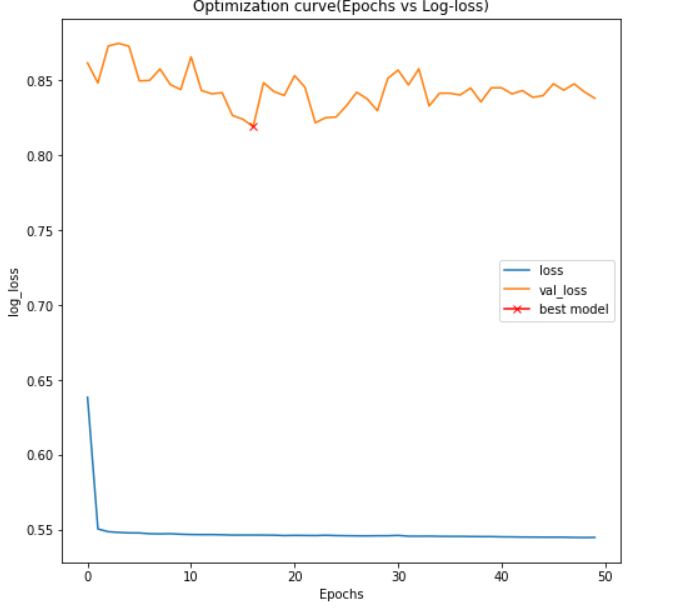 Optimization curve(Epochs vs Log-loss)
0.85
0.80
0.75
0.70
0.65
0.60
0.55
log_loss
loss
val_loss
best model
0 10 20 30 40 50
Epochs